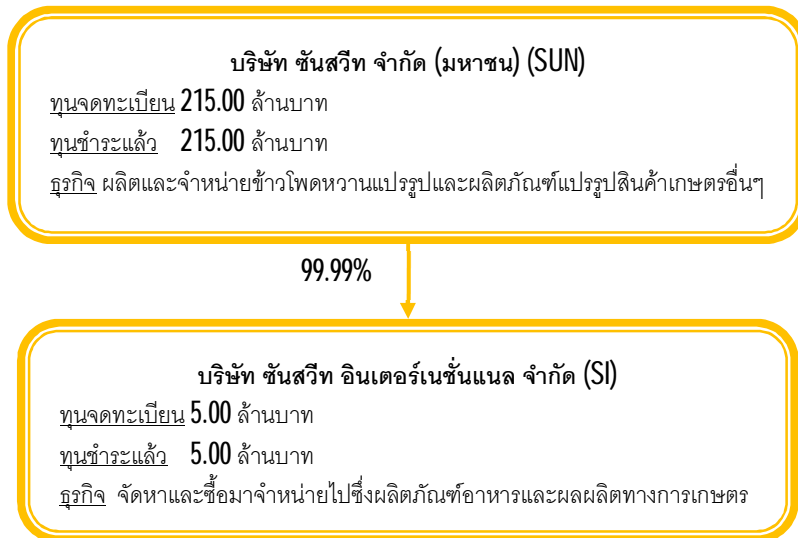 บริษัท ซันสวีท จำกัด (มหาชน) (SUN)
ทุนจดทะเบียน 215.00 ล้านบาท
ทุนชำระแล้ว 215.00 ล้านบาท
ธุรกิจ ผลิตและจำหน่ายข้าวโพดหวานแปรรูปและผลิตภัณฑ์แปรรูปสินค้าเกษตรอื่นๆ
99.99%
บริษัท ซันสวีท อินเตอร์เนชั่นแนล จำกัด (SI)
ทุนจดทะเบียน 5.00 ล้านบาท
ทุนชำระแล้ว 5.00 ล้านบาท
ธุรกิจ จัดหาและซื้อมาจำหน่ายไปซึ่งผลิตภัณฑ์อาหารและผลผลิตทางการเกษตร